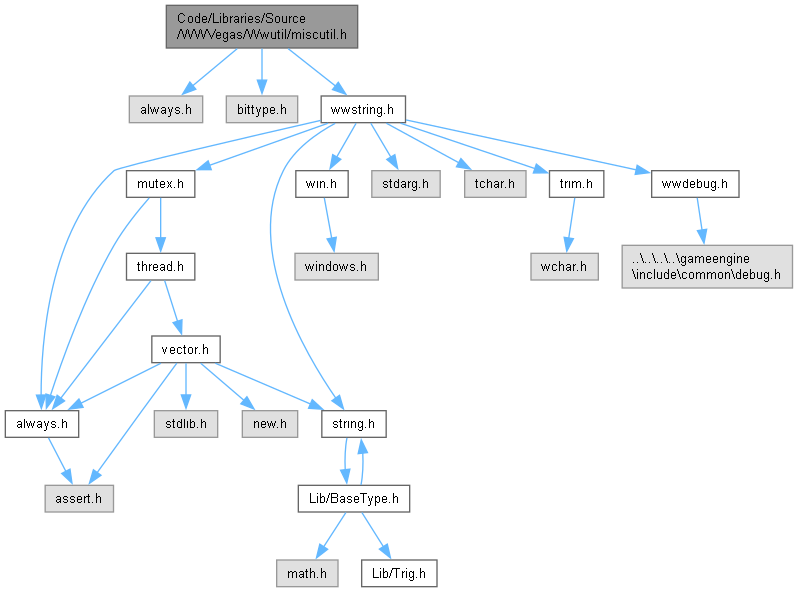 Code/Libraries/Source
/WWVegas/Wwutil/miscutil.h
always.h
bittype.h
wwstring.h
mutex.h
win.h
stdarg.h
tchar.h
trim.h
wwdebug.h
thread.h
windows.h
wchar.h
..\..\..\..\gameengine
\include\common\debug.h
vector.h
always.h
stdlib.h
new.h
string.h
assert.h
Lib/BaseType.h
math.h
Lib/Trig.h